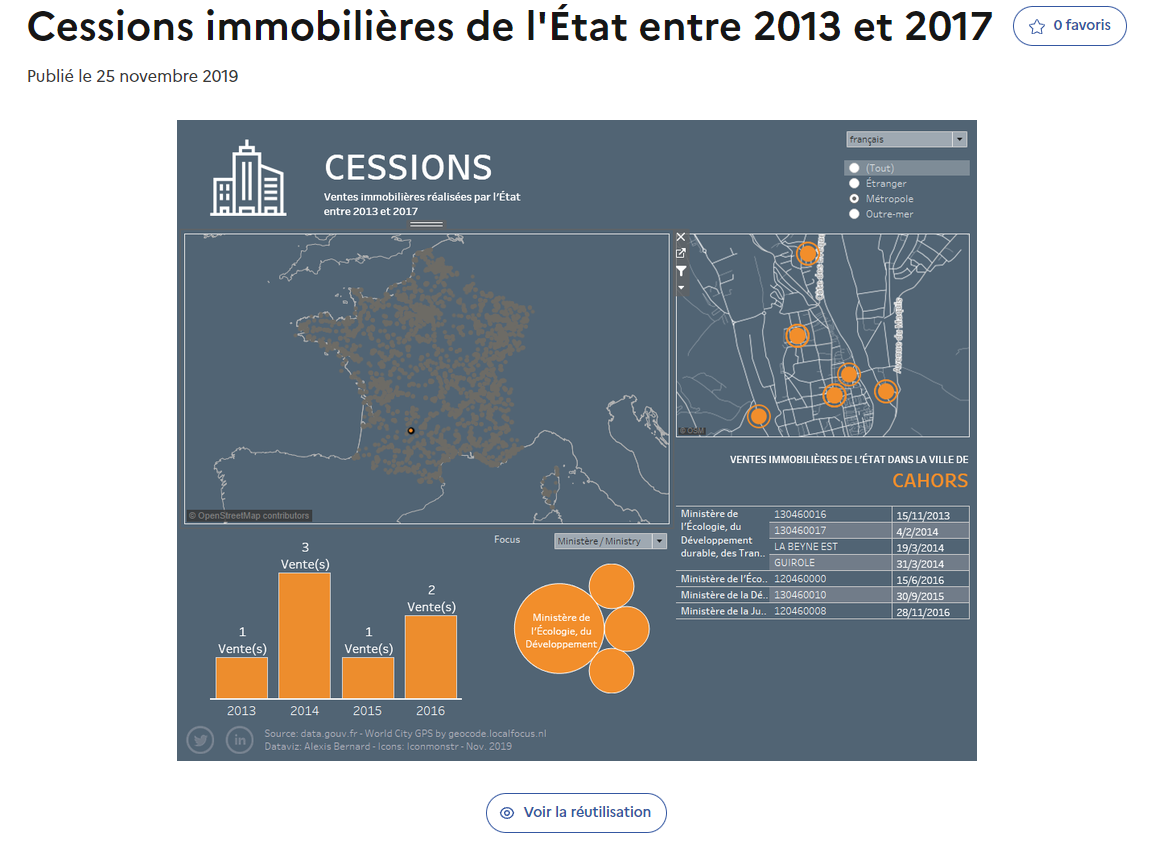 Cessions immobilières de l'État entre 2013 et 2017
0 favoris
Publié le 25 novembre 2019
CESSIONS
Ventes immobilières réalisées par l'État
entre 2013 et 2017
français
(Tout)
Étranger
Métropole
Outre-mer
© OpenStreetMap contributors
Avenue du Maquis
© OSM
VENTES IMMOBILIÈRES DE L'ÉTAT DANS LA VILLE DE
CAHORS
Ministère de
l'Écologie, du
Développement
durable, des Tran..
130460016 15/11/2013
130460017 4/2/2014
LA BEYNE EST 19/3/2014
GUIROLE 31/3/2014
Ministère de l'Éco.. 120460000 15/6/2016
Ministère de la Dé.. 130460010 30/9/2015
Ministère de la Ju.. 120460008 28/11/2016
Focus
Ministère / Ministry
3
Vente(s)
2
Vente(s)
1
Vente(s)
1
Vente(s)
2013 2014 2015 2016
Ministère de
l'Écologie, du
Développement
in
Source: data.gouv.fr - World City GPS by geocode.localfocus.nl
Dataviz: Alexis Bernard - Icons: Iconmonstr - Nov. 2019
Voir la réutilisation